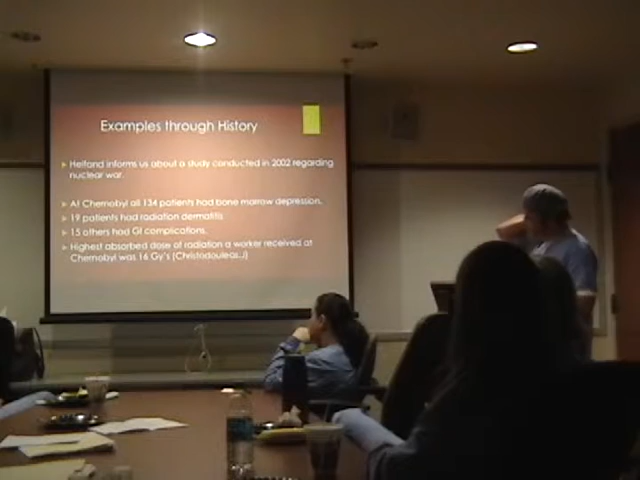 Examples through History
Helfand informs us about a study conducted in 2002 regarding
nuclear war.
At Chernobyl all 134 patients had bone marrow depression.
19 patients had radiation dermatitis
15 others had GI complications.
Highest absorbed dose of radiation a worker received at
Chernobyl was 16 Gy's (Christodouleas.J)